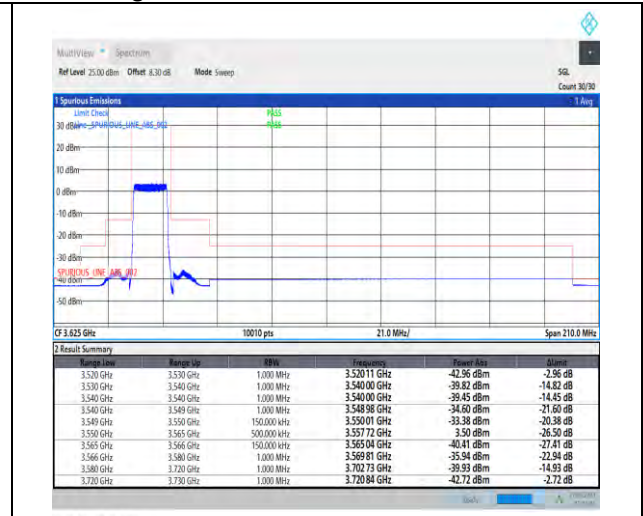 MultiView Spectrum
Ref Level 25.00 dBm Offset 8.30 dB Mode Sweep SGL
Count 30/30
1 Spurious Emissions 1 Avg
Limit Check PASS
30 dBm Line _SPURIOUS_LINE_ABS_002 PASS
20 dBm
10 dBm
0 dBm
-10 dBm
-20 dBm
-30 dBm
_SPURIOUS_LINE_ABS_002
-40 dBm
-50 dBm
CF 3.625 GHz 10010 pts 21.0 MHz/ Span 210.0 MHz
2 Result Summary
Range Low Range Up RBW Frequency Power Abs ΔLimit
3.520 GHz 3.530 GHz 1.000 MHz 3.520 11 GHz -42.96 dBm -2.96 dB
3.530 GHz 3.540 GHz 1.000 MHz 3.540 00 GHz -39.82 dBm -14.82 dB
3.540 GHz 3.540 GHz 1.000 MHz 3.540 00 GHz -39.45 dBm -14.45 dB
3.540 GHz 3.549 GHz 1.000 MHz 3.548 98 GHz -34.60 dBm -21.60 dB
3.549 GHz 3.550 GHz 150.000 kHz 3.550 01 GHz -33.38 dBm -20.38 dB
3.550 GHz 3.565 GHz 500.000 kHz 3.557 72 GHz 3.50 dBm -26.50 dB
3.565 GHz 3.566 GHz 150.000 kHz 3.565 04 GHz -40.41 dBm -27.41 dB
3.566 GHz 3.580 GHz 1.000 MHz 3.569 81 GHz -35.94 dBm -22.94 dB
3.580 GHz 3.720 GHz 1.000 MHz 3.702 73 GHz -39.93 dBm -14.93 dB
3.720 GHz 3.730 GHz 1.000 MHz 3.720 84 GHz -42.72 dBm -2.72 dB